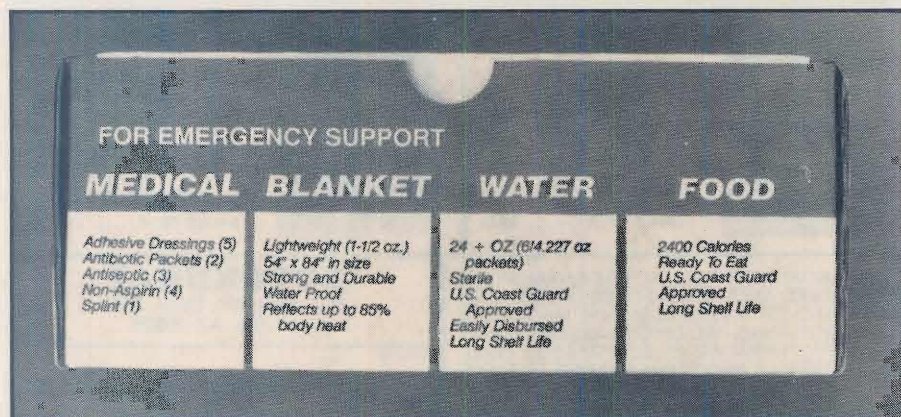 FOR EMERGENCY SUPPORT
MEDICAL
Adhesive Dressings (5)
Antibiotic Packets (2)
Antiseptic (3)
Non-Aspirin (4)
Splint (1)
BLANKET
Lightweight (1-1/2 oz.)
54" x 84" in size
Strong and Durable
Water Proof
Reflects up to 85%
body heat
WATER
24 + OZ (6/4.227 oz
packets)
Sterile
U.S. Coast Guard
Approved
Easily Disbursed
Long Shelf Life
FOOD
2400 Calories
Ready To Eat
U.S. Coast Guard
Approved
Long Shelf Life